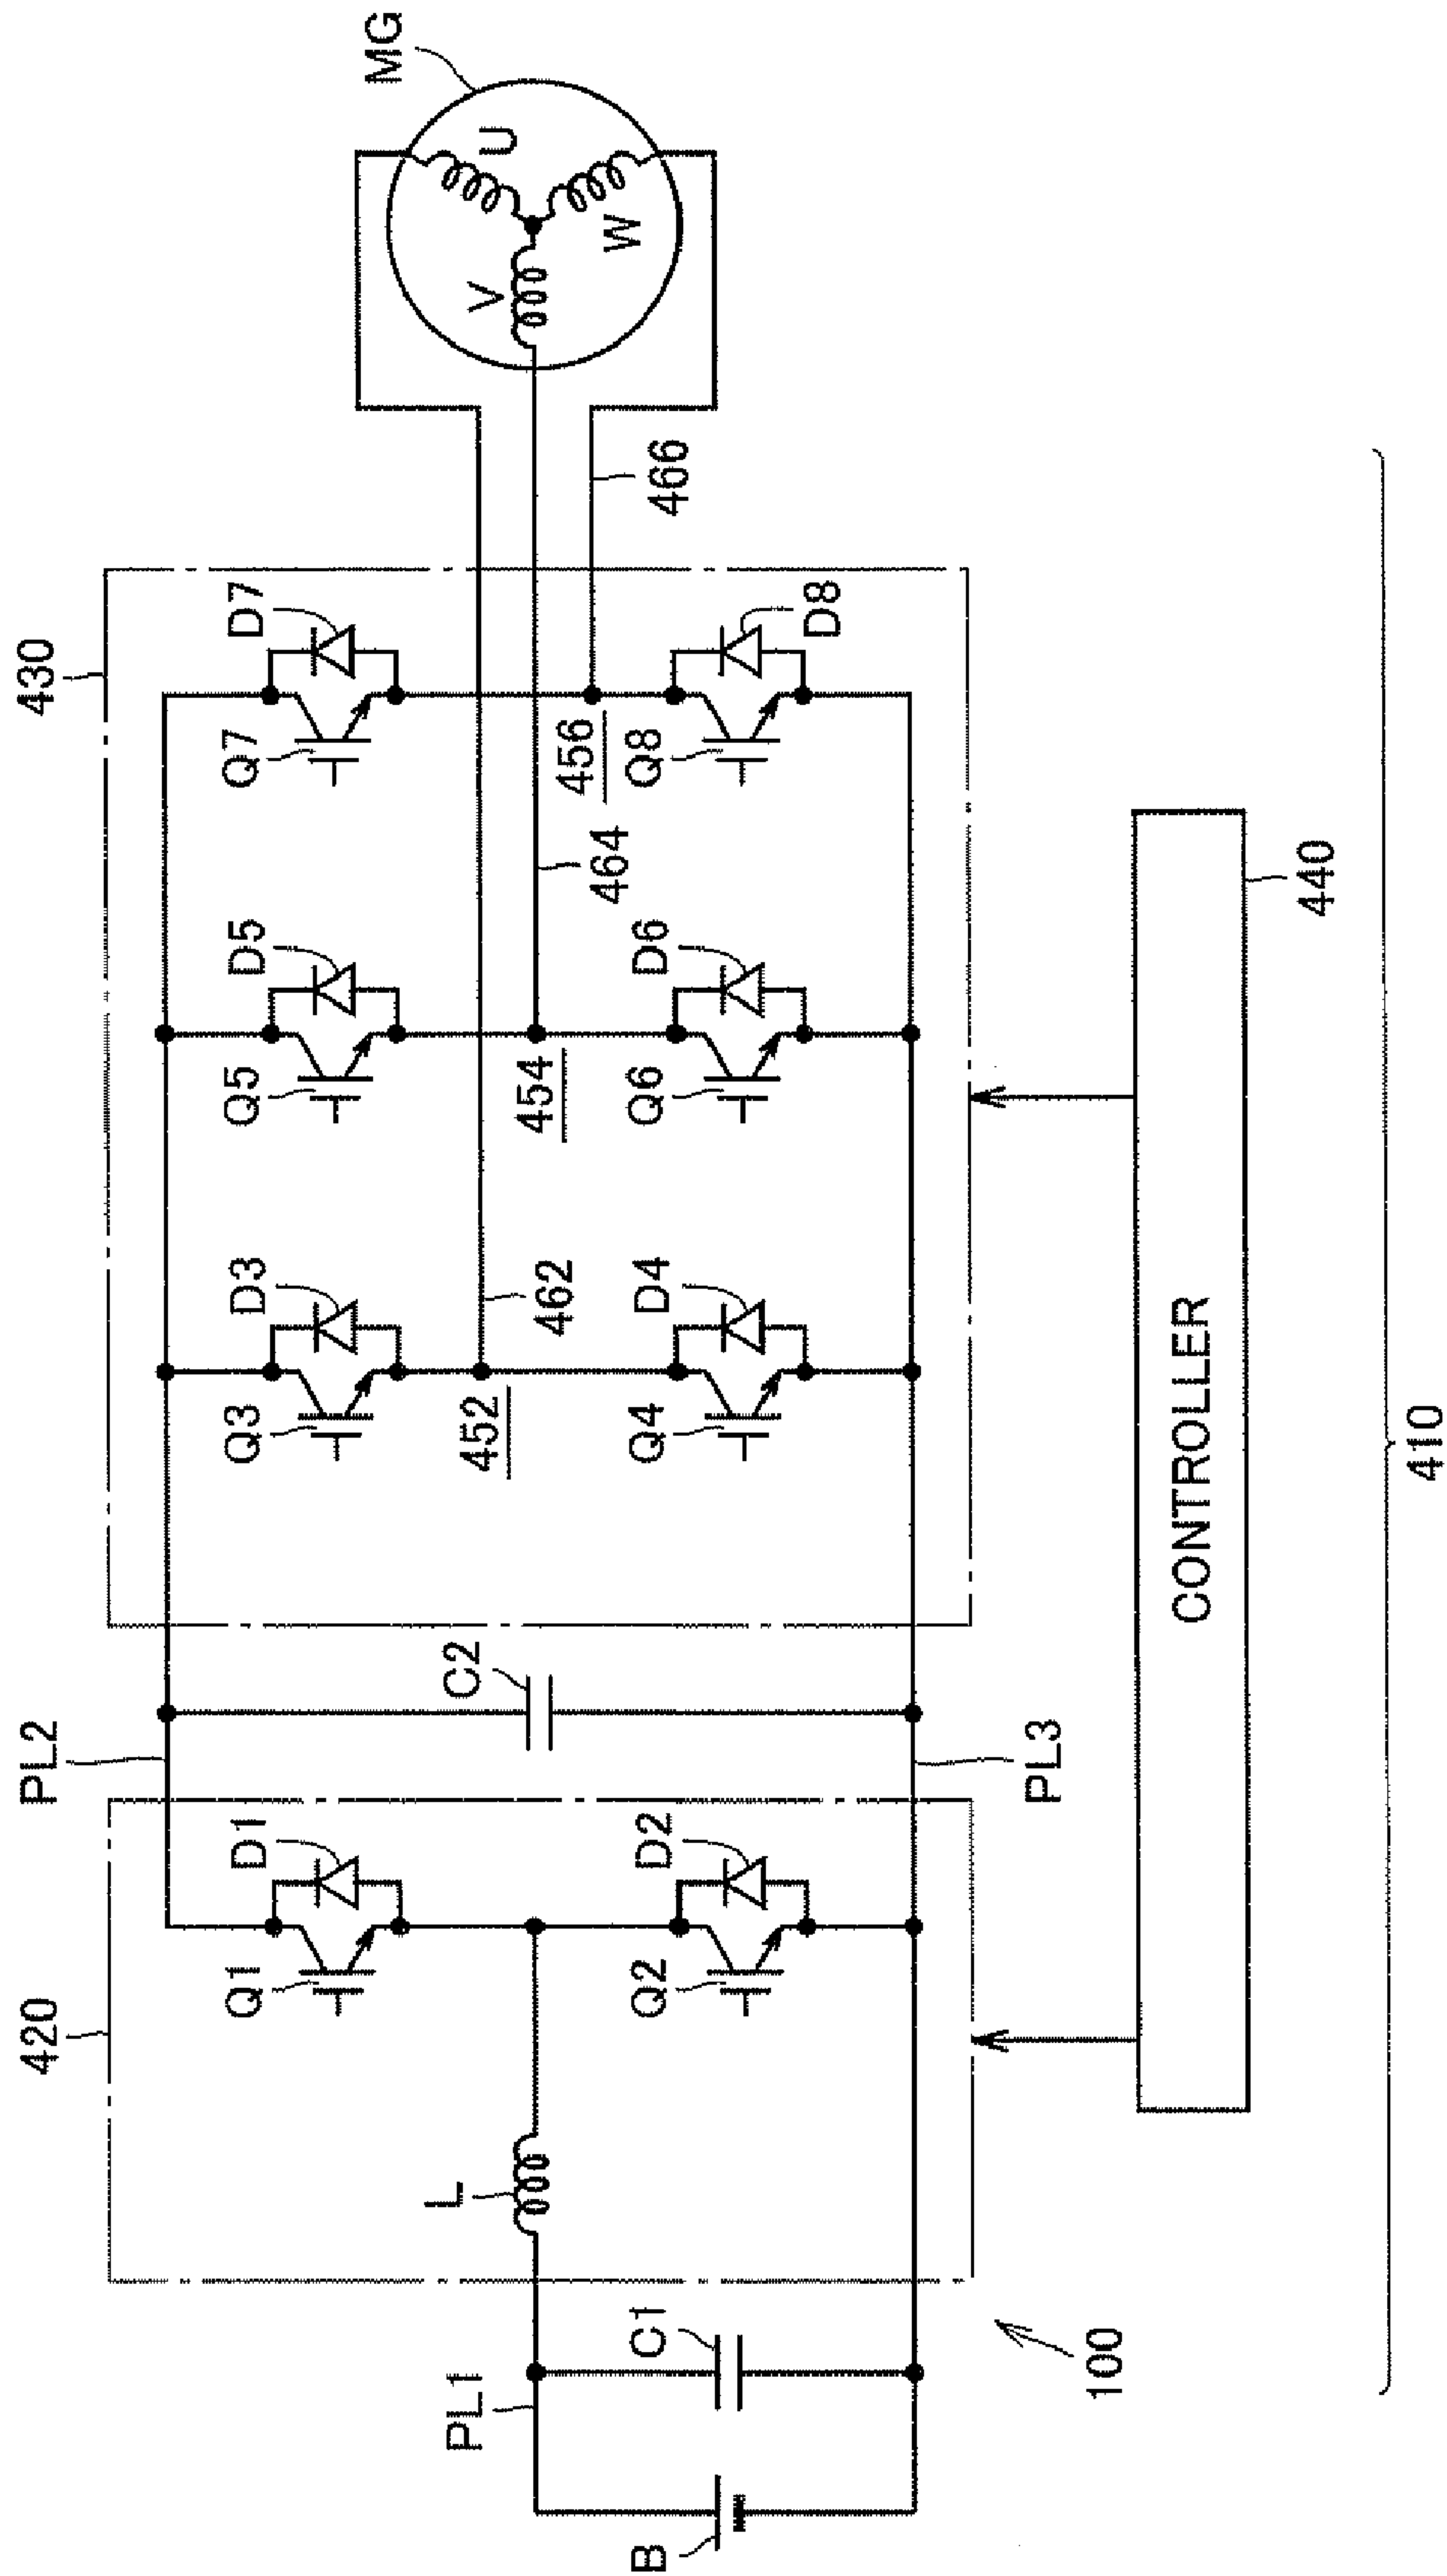 420
PL2
430
Q1
D1
Q3
D3
Q5
D5
Q7
D7
MG
L
C2
452
462
454
464
456
466
V
U
W
PL1
C1
B
Q2
D2
Q4
D4
Q6
D6
Q8
D8
100
PL3
CONTROLLER
440
410